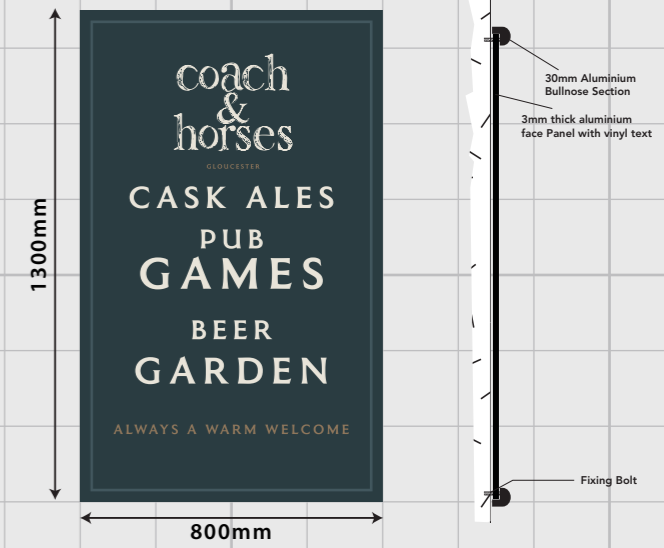 coach
&
horses
GLOUCESTER
CASK ALES
PUB
GAMES
BEER
GARDEN
ALWAYS A WARM WELCOME
1300mm
800mm
30mm Aluminium
Bullnose Section
3mm thick aluminium
face Panel with vinyl text
Fixing Bolt